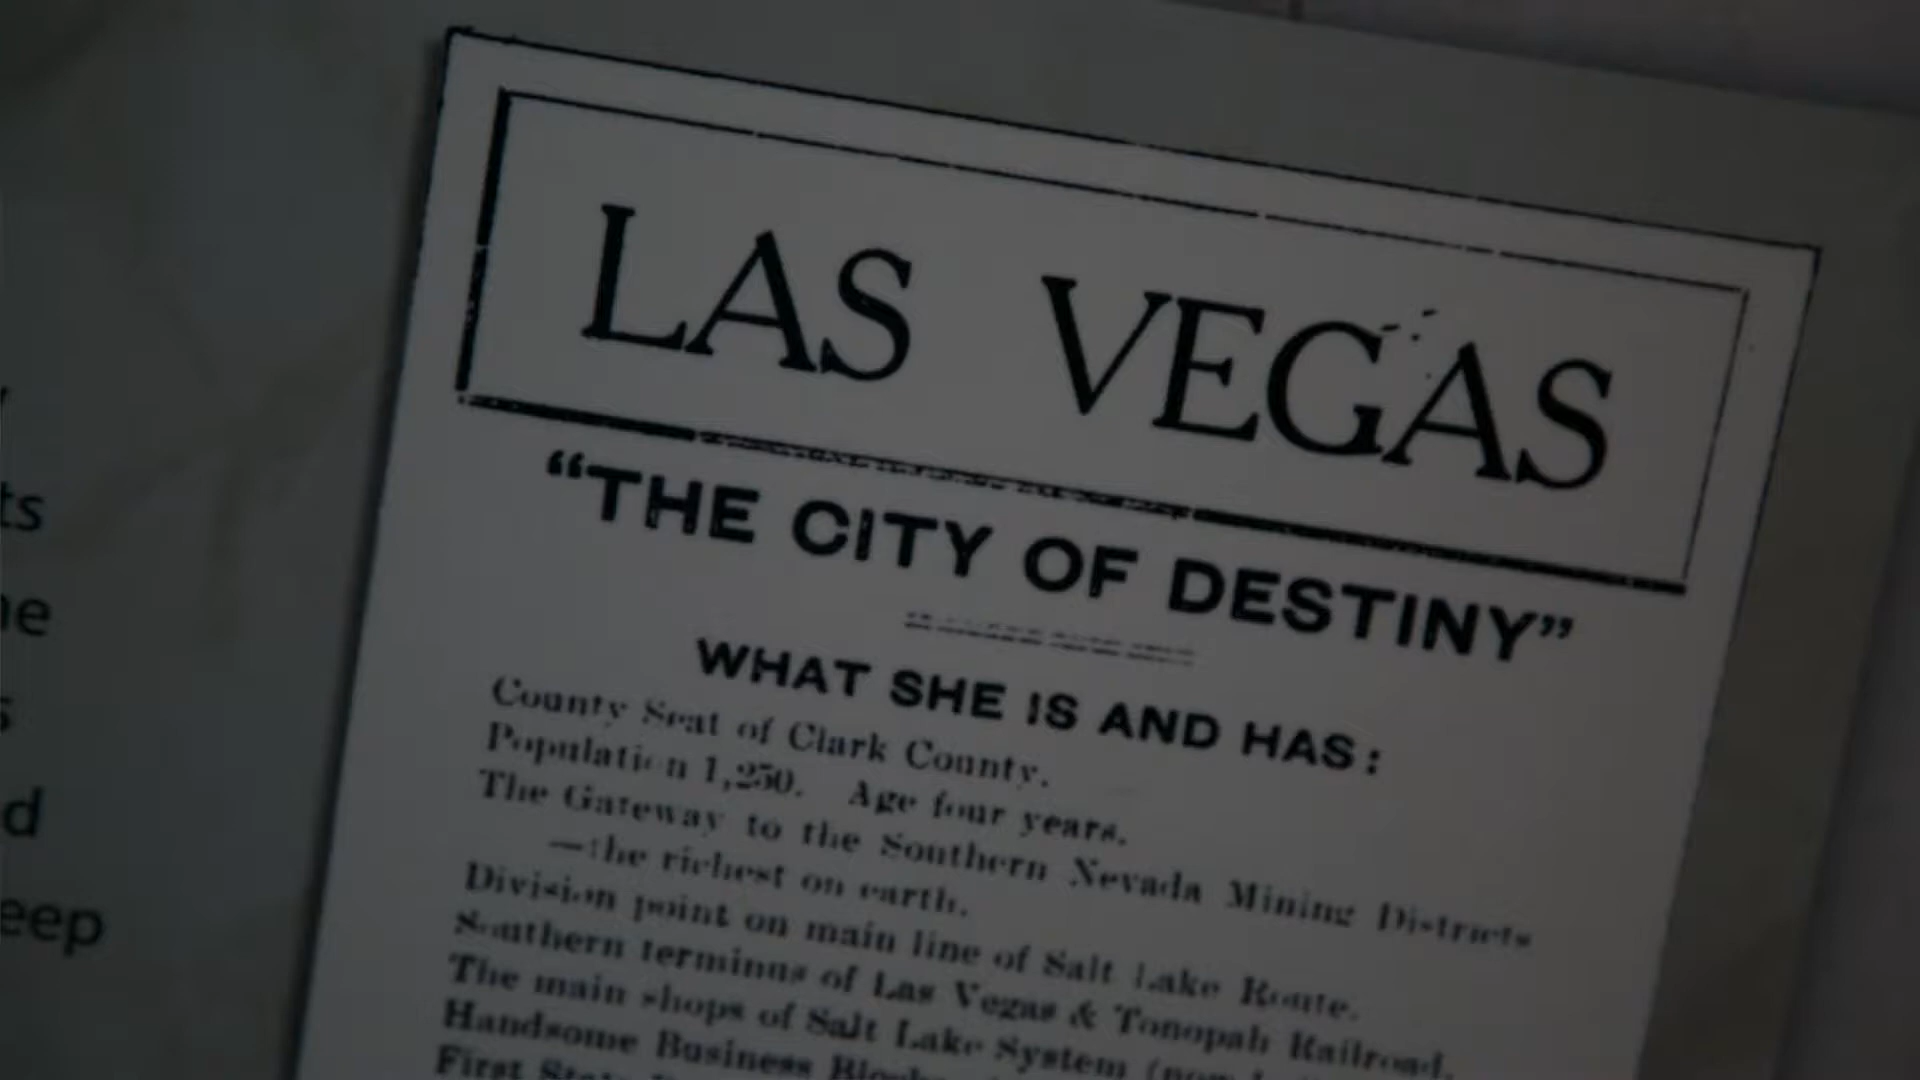 LAS VEGAS
“THE CITY OF DESTINY”
WHAT SHE IS AND HAS:
County Seat of Clark County.
Population 1,250. Age four years.
The Gateway to the Southern Nevada Mining Districts
—the richest on earth.
Division point on main line of Salt Lake Route.
Southern terminus of Las Vegas & Tonopah Railroad.
The main shops of Salt Lake System (now
Handsome Business
First
ts
d
eep